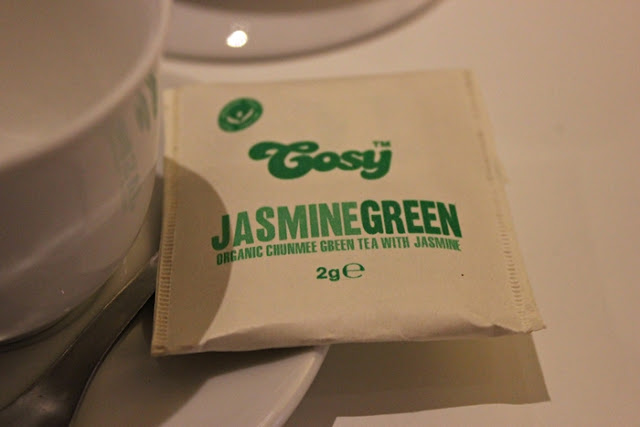 Cosy™
JASMINEGREEN
ORGANIC CHUNMEE GREEN TEA WITH JASMINE
2g℮